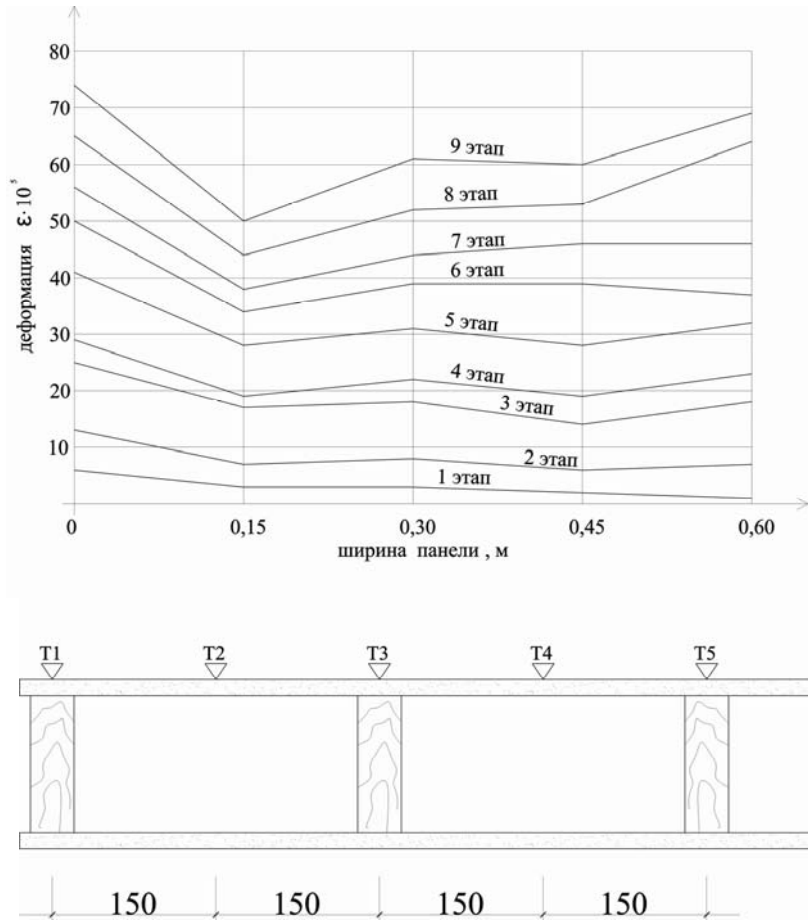 80
70
60
50
40
30
20
10
деформация ε·10⁵
9 этап
8 этап
7 этап
6 этап
5 этап
4 этап
3 этап
2 этап
1 этап
0 0,15 0,30 0,45 0,60
ширина панели , м
T1 T2 T3 T4 T5
150 150 150 150